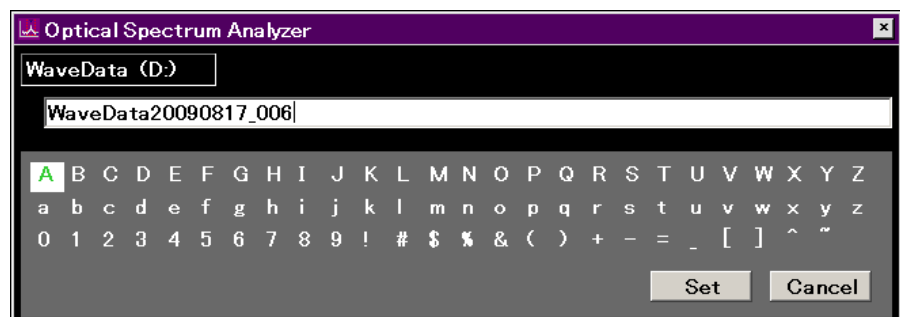 Optical Spectrum Analyzer
WaveData (D:)
WaveData20090817_006
A B C D E F G H I J K L M N O P Q R S T U V W X Y Z
a b c d e f g h i j k l m n o p q r s t u v w x y z
0 1 2 3 4 5 6 7 8 9 ! # $ % & ( ) + - = _ [ ] ^ ~
Set Cancel